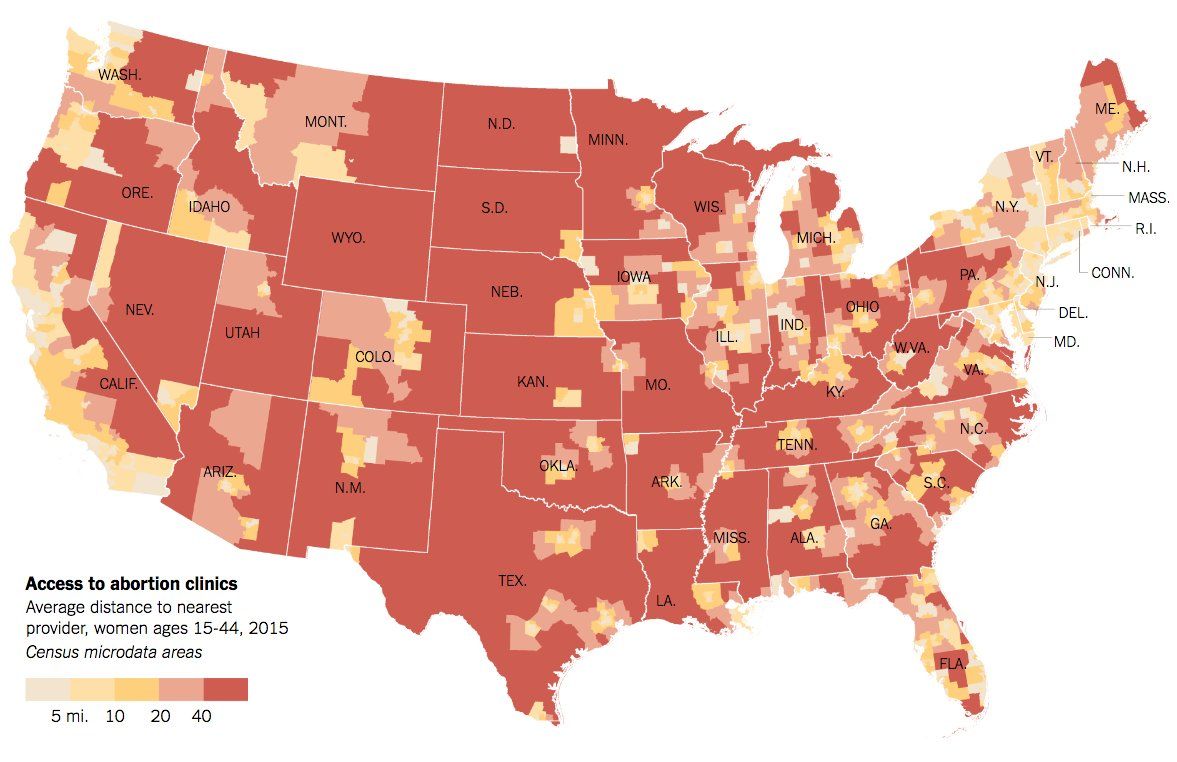 WASH.
MONT.
N.D.
MINN.
ME.
VT.
N.H.
ORE.
IDAHO
S.D.
WIS.
N.Y.
MASS.
WYO.
MICH.
R.I.
IOWA
PA.
CONN.
NEB.
N.J.
NEV.
OHIO
DEL.
UTAH
ILL.
IND.
MD.
COLO.
W.VA.
CALIF.
KAN.
MO.
KY.
VA.
ARIZ.
N.M.
OKLA.
ARK.
TENN.
N.C.
S.C.
TEX.
MISS.
ALA.
GA.
LA.
FLA.
Access to abortion clinics
Average distance to nearest
provider, women ages 15-44, 2015
Census microdata areas
5 mi. 10 20 40